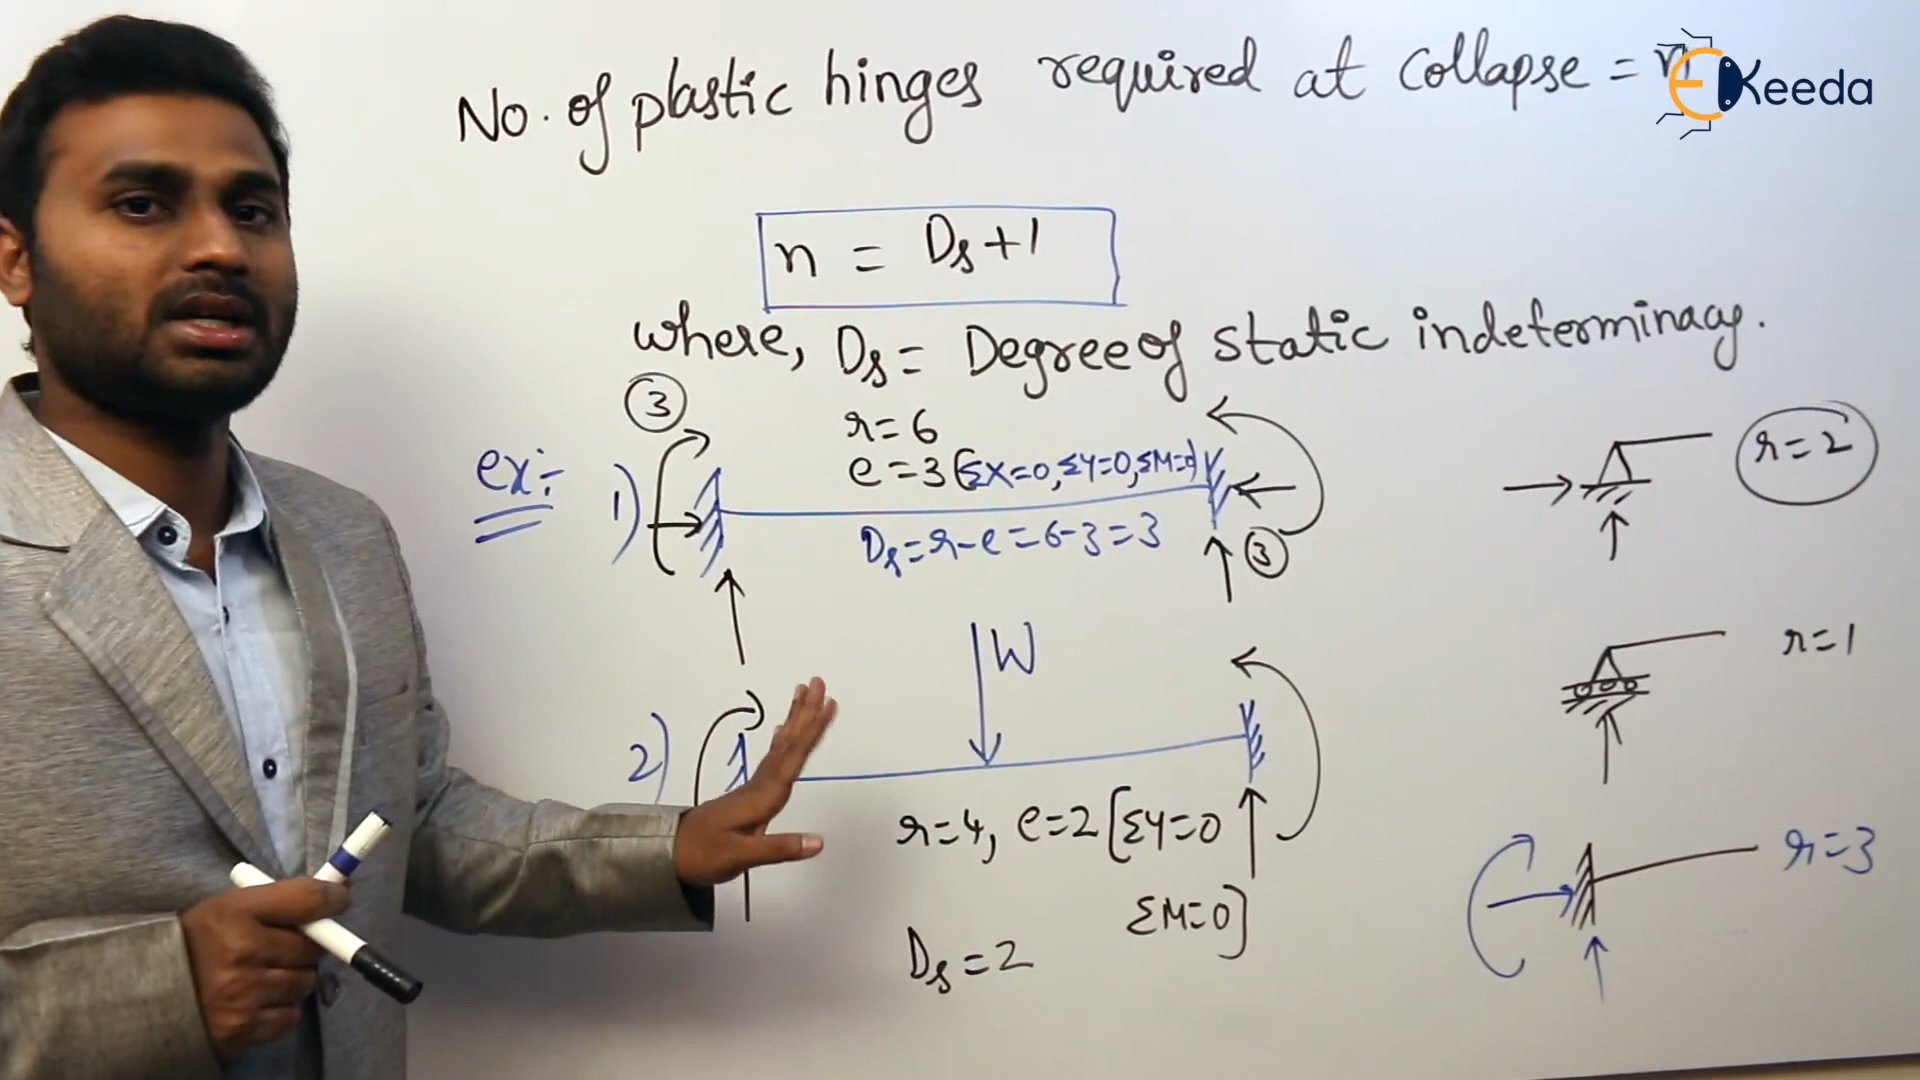 No. of plastic hinges required at collapse = n
EKeeda
n = Ds+1
where, Ds = Degree of static indeterminacy.
ex:-
1)
3
r=6
e=3(ΣX=0, ΣY=0, ΣM=0)
Ds=r-e=6-3=3
3
r=2
2)
W
r=4, e=2[ΣY=0
ΣM=0]
Ds=2
r=1
r=3